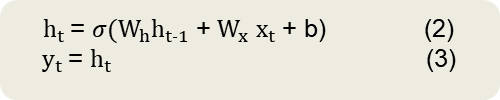 hₜ = σ(Wₕhₜ₋₁ + Wₓ xₜ + b) (2)
yₜ = hₜ (3)